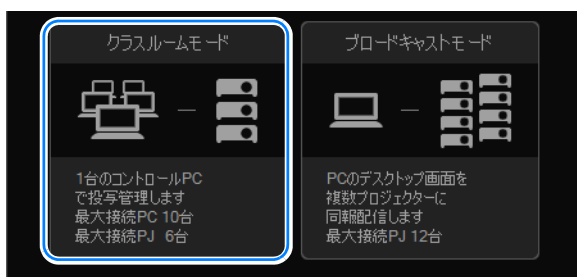 クラスルームモード
1台のコントロールPC
で投写管理します
最大接続PC 10台
最大接続PJ 6台
ブロードキャストモード
PCのデスクトップ画面を
複数プロジェクターに
同報配信します
最大接続PJ 12台